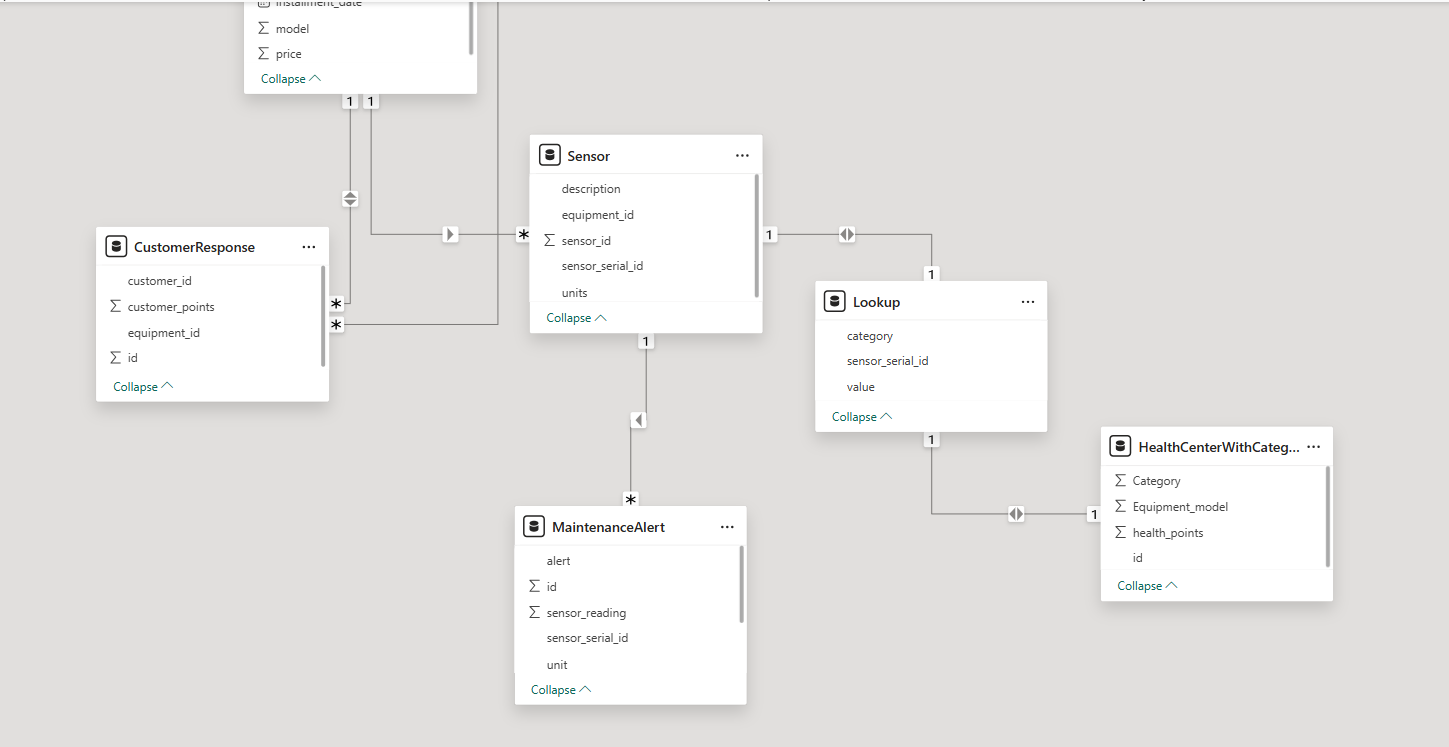 installment_date
model
price
Collapse
1
1
Sensor
description
equipment_id
sensor_id
sensor_serial_id
units
Collapse
*
1
1
1
CustomerResponse
customer_id
customer_points
equipment_id
id
Collapse
*
*
Lookup
category
sensor_serial_id
value
Collapse
1
HealthCenterWithCateg...
Category
Equipment_model
health_points
id
Collapse
1
*
MaintenanceAlert
alert
id
sensor_reading
sensor_serial_id
unit
Collapse